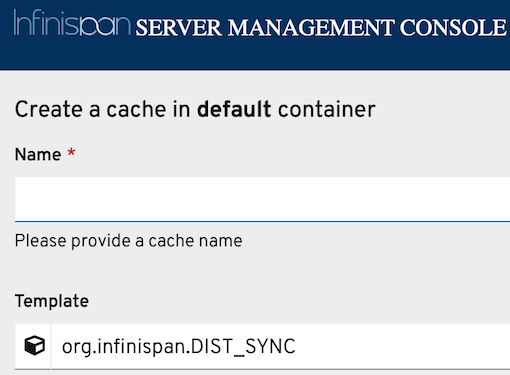 Infinispan SERVER MANAGEMENT CONSOLE
Create a cache in default container
Name *
Please provide a cache name
Template
org.infinispan.DIST_SYNC